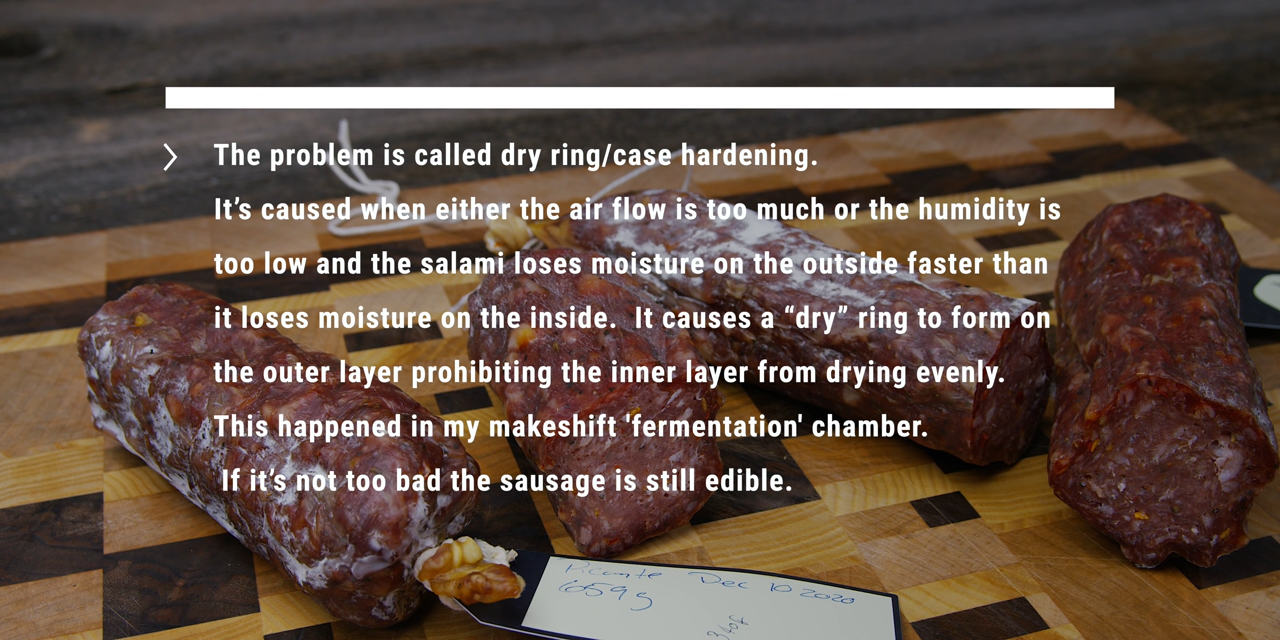 The problem is called dry ring/case hardening.
It’s caused when either the air flow is too much or the humidity is
too low and the salami loses moisture on the outside faster than
it loses moisture on the inside.  It causes a “dry” ring to form on
the outer layer prohibiting the inner layer from drying evenly.
This happened in my makeshift 'fermentation' chamber.
If it’s not too bad the sausage is still edible.
Dec 10 2020
659g